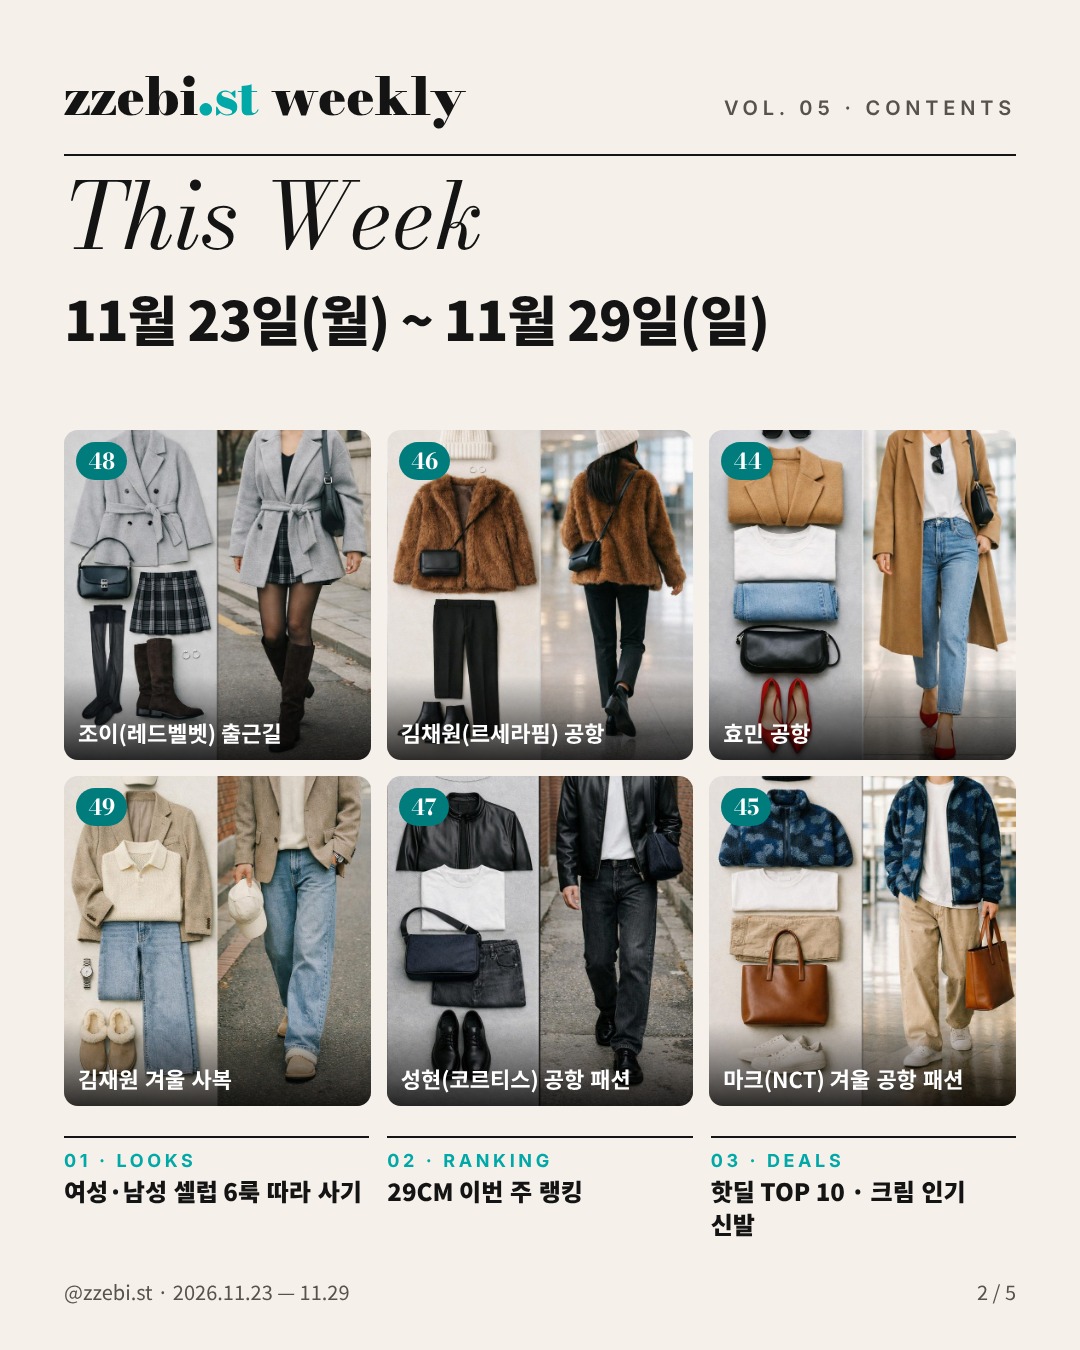 zzebi.st weekly
VOL. 05 · CONTENTS
This Week
11월 23일(월) ~ 11월 29일(일)
48
조이(레드벨벳) 출근길
46
김채원(르세라핌) 공항
44
효민 공항
49
김재원 겨울 사복
47
성현(코르티스) 공항 패션
45
마크(NCT) 겨울 공항 패션
01 · LOOKS
여성·남성 셀럽 6룩 따라 사기
02 · RANKING
29CM 이번 주 랭킹
03 · DEALS
핫딜 TOP 10 · 크림 인기
신발
@zzebi.st · 2026.11.23 — 11.29
2 / 5